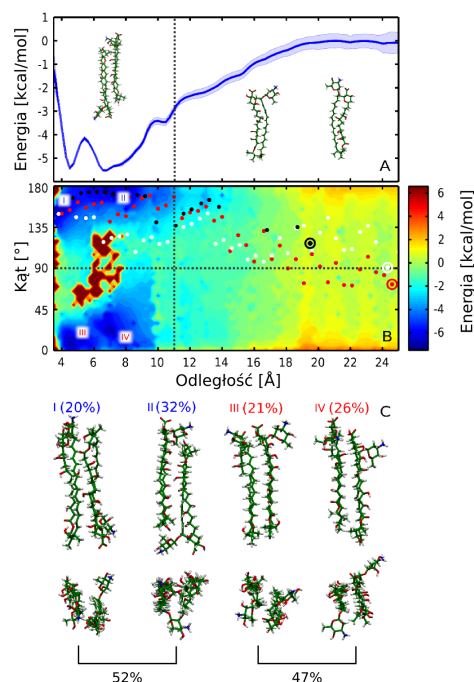 1
0
-1
-2
-3
-4
-5
Energia [kcal/mol]
A
180
135
90
45
0
Kąt [°]
I
II
III
IV
B
4 6 8 10 12 14 16 18 20 22 24
Odległość [Å]
6
4
2
0
-2
-4
-6
Energia [kcal/mol]
C
I (20%) II (32%) III (21%) IV (26%)
52% 47%